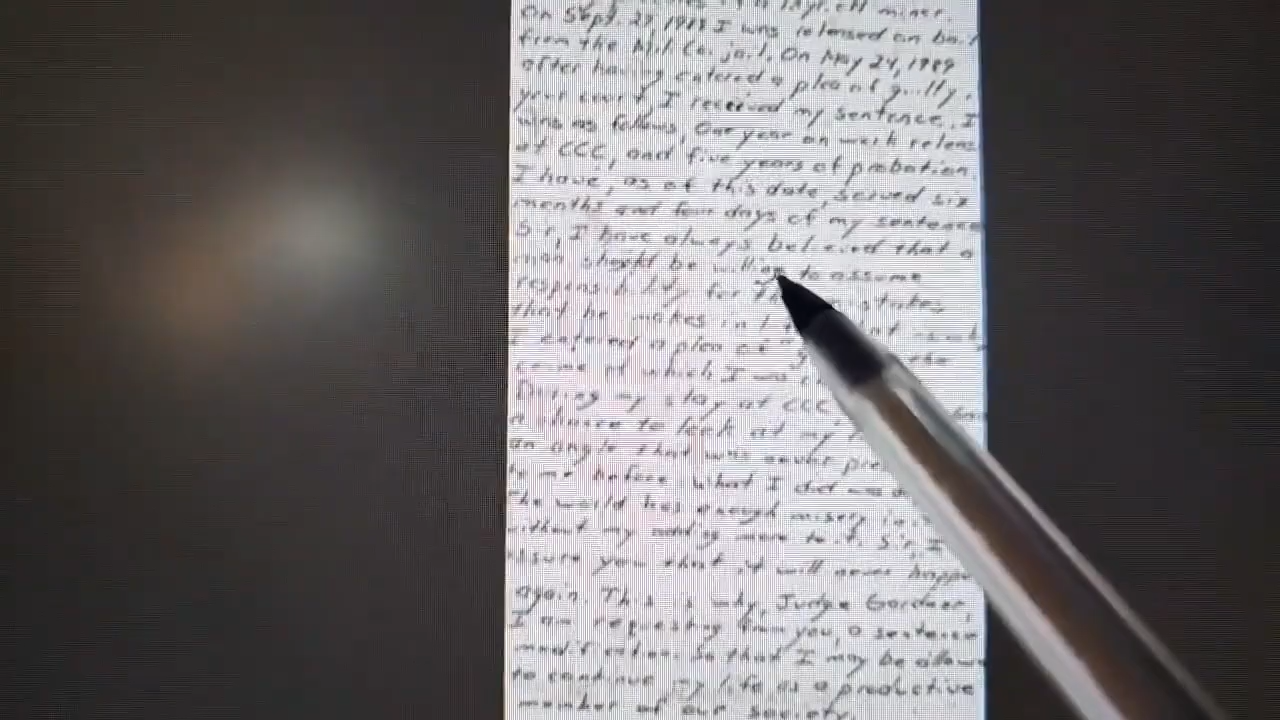 miner.
On Sept. 23 1988 I was released on bail
from the Mil. Co. jail. On May 24, 1989
after having entered a plea of guilty,
your court, I received my sentence. I
was as follows, One year on work release
at CCC, and five years of probation.
I have, as of this date, served six
months and four days of my sentence
Sir, I have always believed that a
man should be willing to assume
responsibility for the
that he makes in
I entered a plea of
of which I was
During my stay at CCC
a chance to look at my
an angle that was never
to me before. What I did was
The world has enough misery in
without my adding more to it. Sir, I
assure you that it will never happen
again. This is why, Judge Gardner,
I am requesting from you, a sentence
modification. So that I may be allowed
to continue my life as a productive
member of our society.